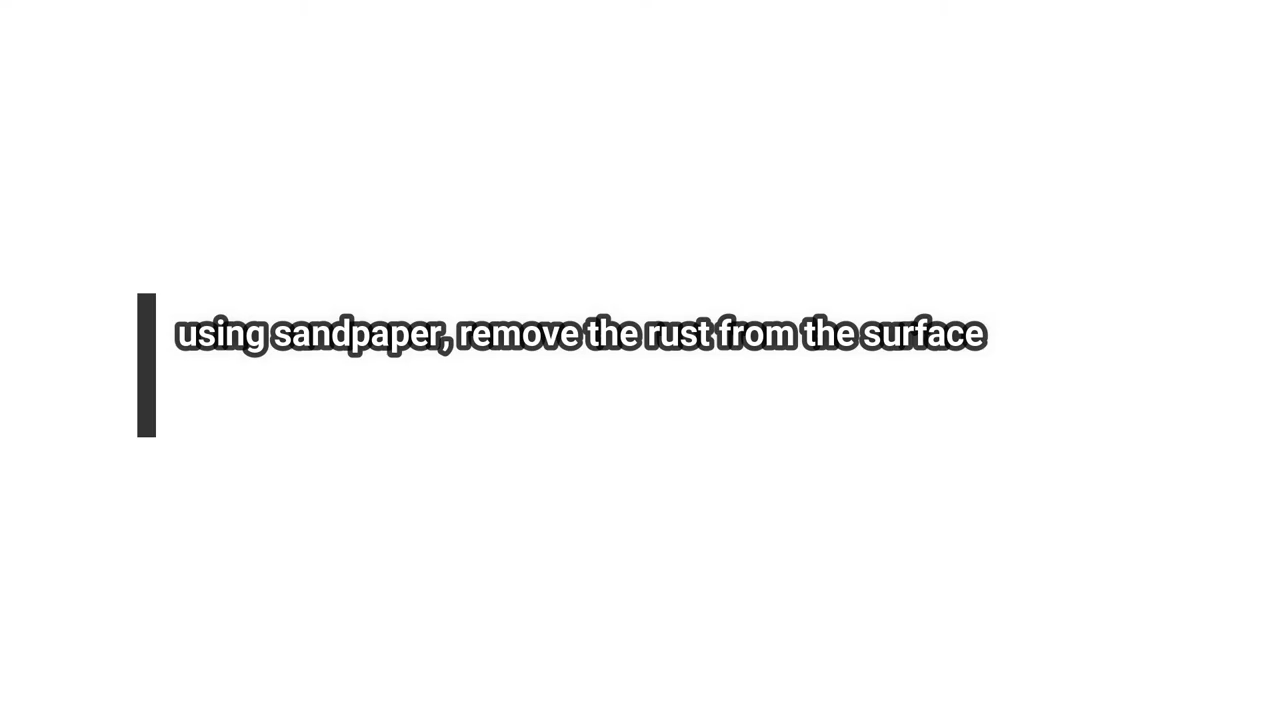 using sandpaper, remove the rust from the surface